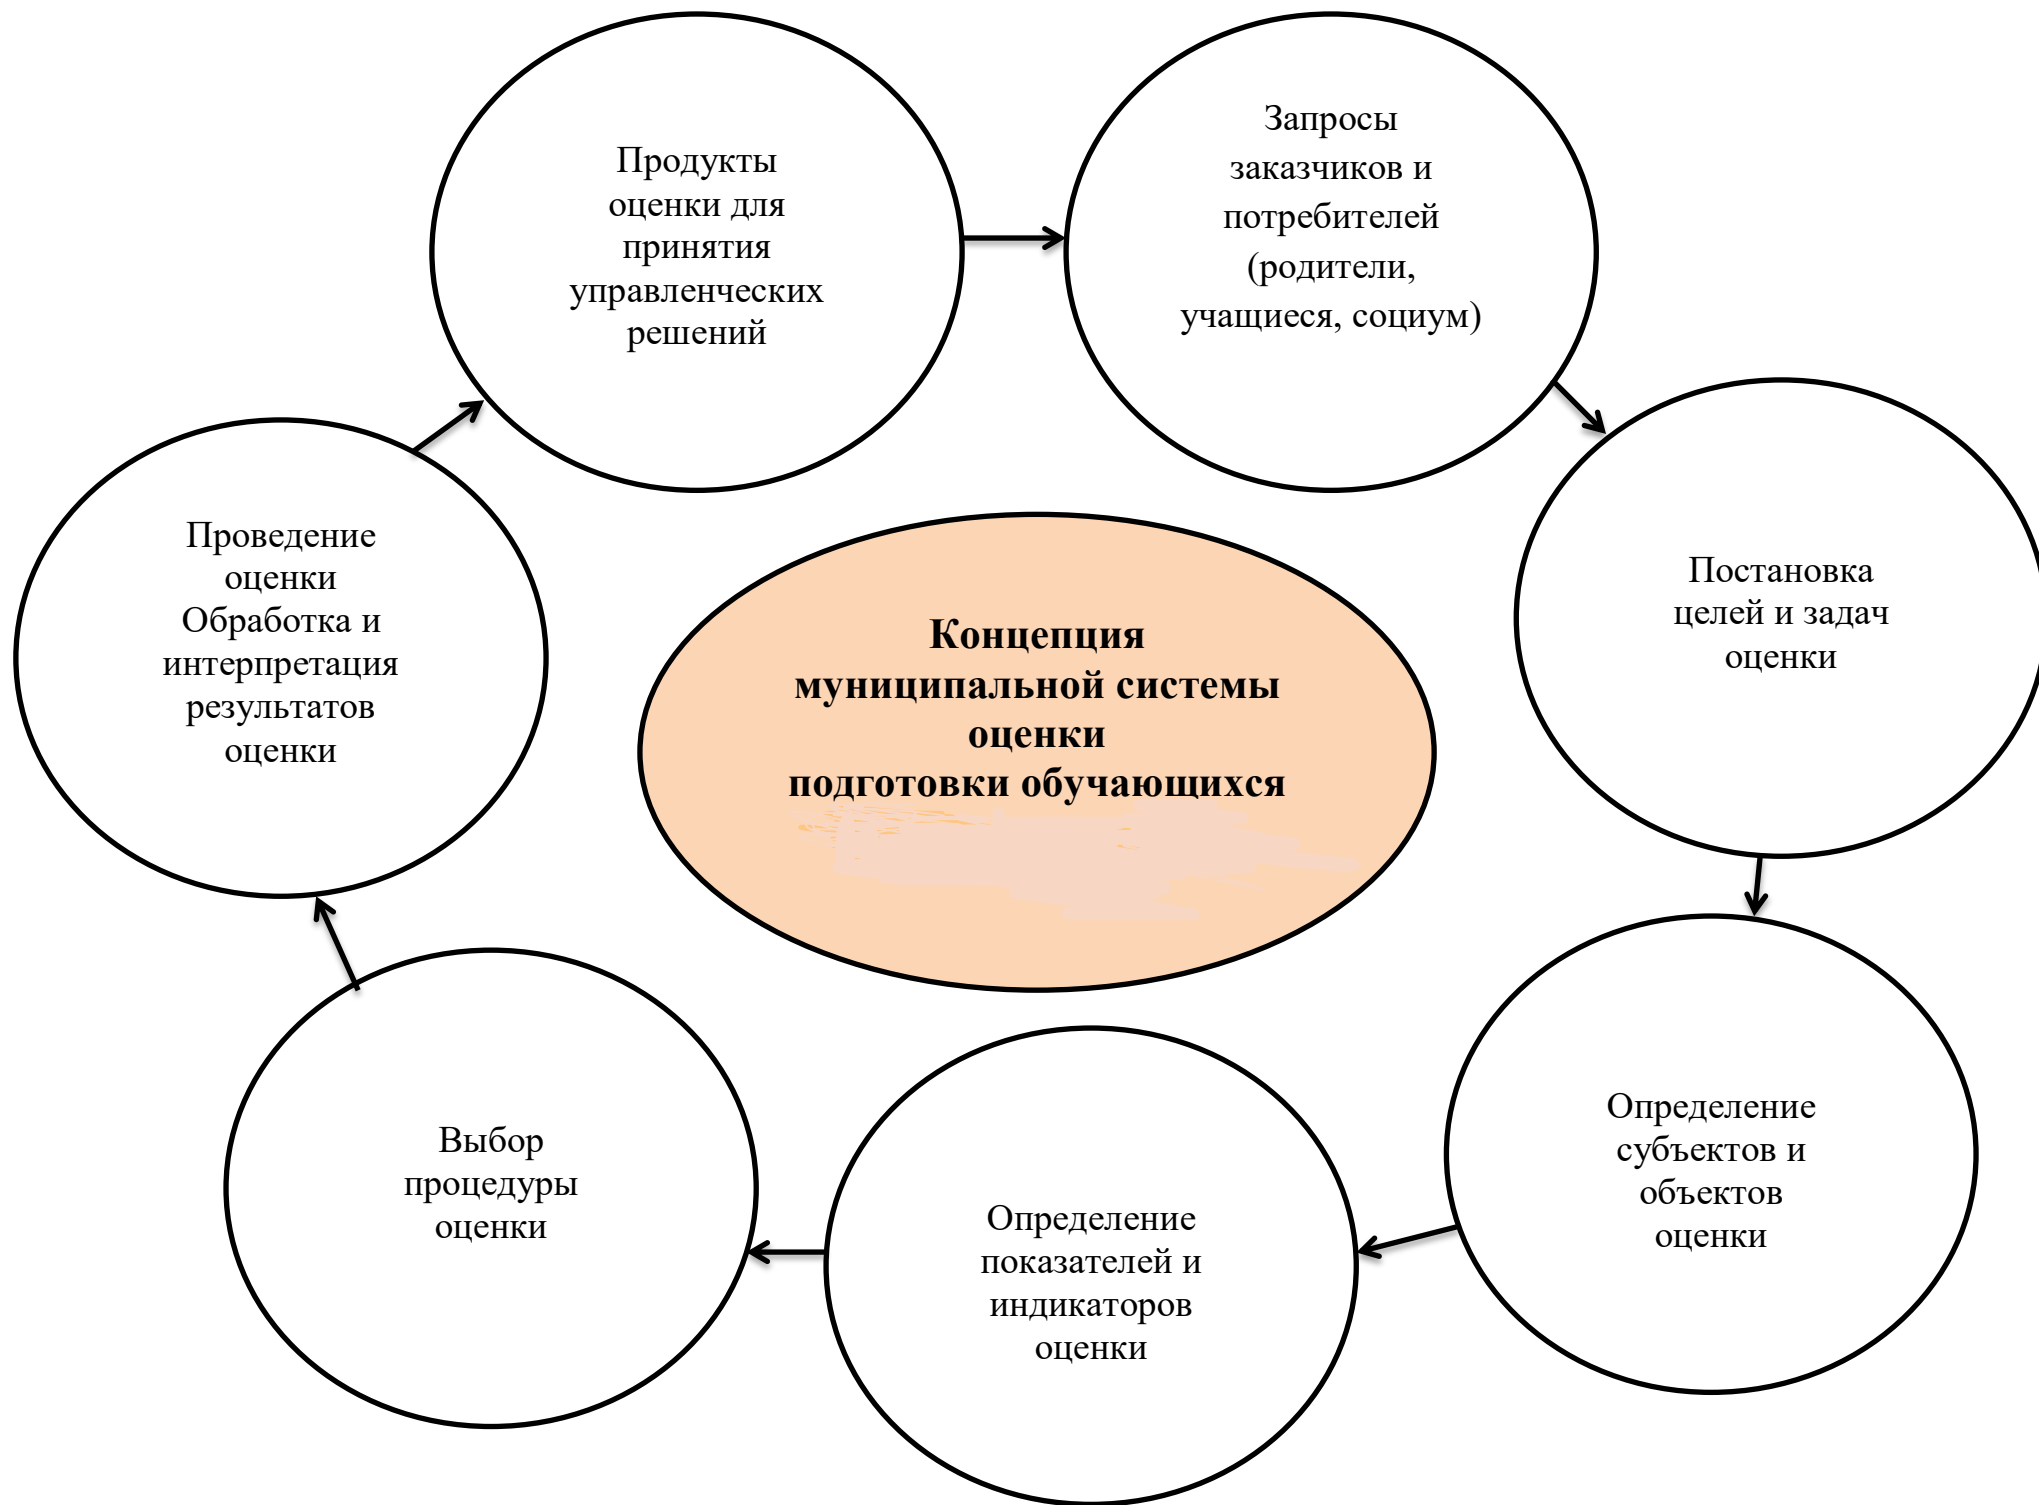 Продукты
оценки для
принятия
управленческих
решений
Запросы
заказчиков и
потребителей
(родители,
учащиеся, социум)
Постановка
целей и задач
оценки
Определение
субъектов и
объектов
оценки
Определение
показателей и
индикаторов
оценки
Выбор
процедуры
оценки
Проведение
оценки
Обработка и
интерпретация
результатов
оценки
Концепция
муниципальной системы
оценки
подготовки обучающихся